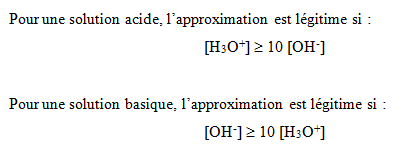 Pour une solution acide, l'approximation est légitime si :
[H₃O⁺] ≥ 10 [OH⁻]
Pour une solution basique, l'approximation est légitime si :
[OH⁻] ≥ 10 [H₃O⁺]